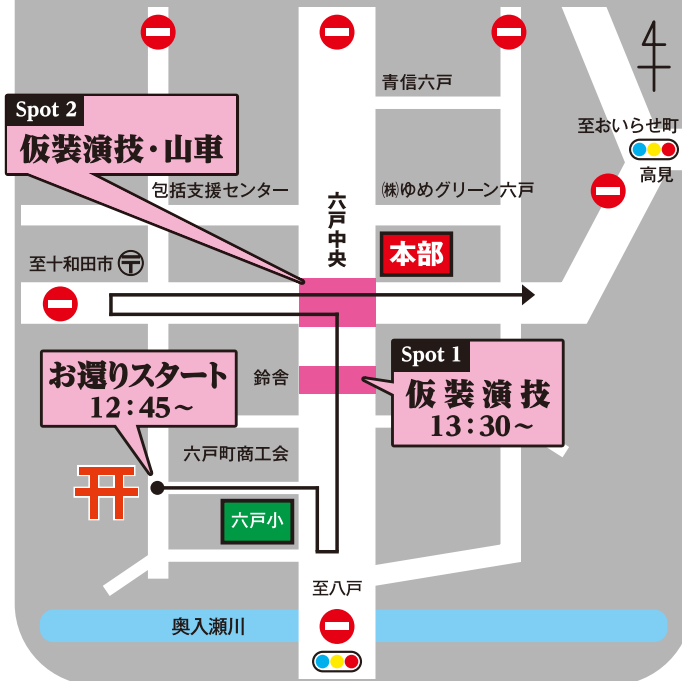 青信六戸
至おいらせ町
高見
Spot 2
仮装演技・山車
包括支援センター
㈱ゆめグリーン六戸
六戸中央
本部
至十和田市
〒
Spot 1
仮装演技
13:30～
お還りスタート
12:45～
鈴舎
六戸町商工会
六戸小
至八戸
奥入瀬川